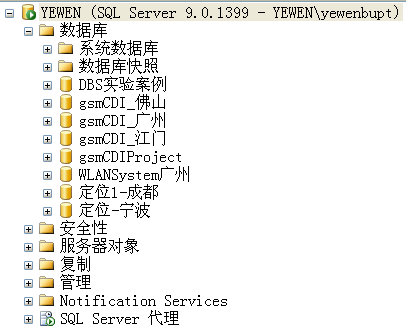 YEWEN (SQL Server 9.0.1399 - YEWEN\yewenbupt)
数据库
系统数据库
数据库快照
DBS实验案例
gsmCDI_佛山
gsmCDI_广州
gsmCDI_江门
gsmCDIProject
WLANSystem广州
定位1-成都
定位-宁波
安全性
服务器对象
复制
管理
Notification Services
SQL Server 代理